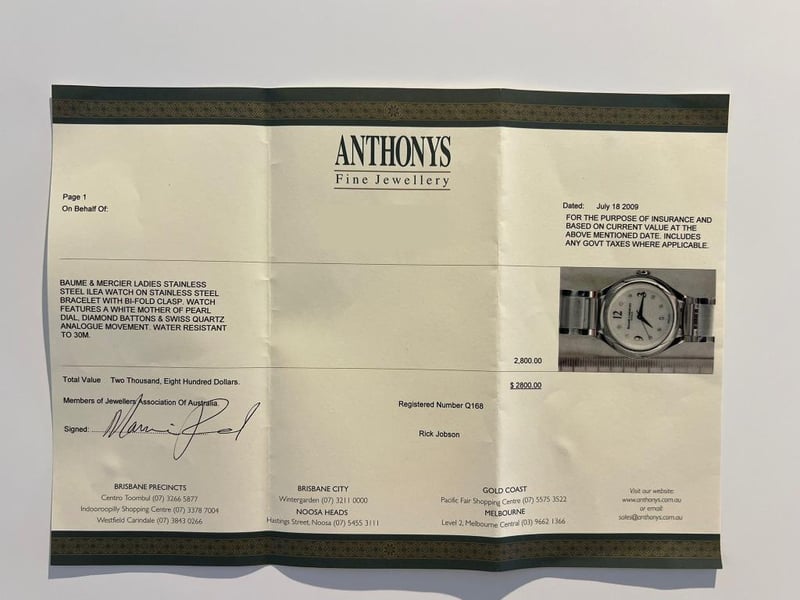 ANTHONYS
Fine Jewellery
Page 1
On Behalf Of:
Dated: July 18 2009
FOR THE PURPOSE OF INSURANCE AND
BASED ON CURRENT VALUE AT THE
ABOVE MENTIONED DATE. INCLUDES
ANY GOVT TAXES WHERE APPLICABLE.
BAUME & MERCIER LADIES STAINLESS
STEEL ILEA WATCH ON STAINLESS STEEL
BRACELET WITH BI-FOLD CLASP. WATCH
FEATURES A WHITE MOTHER OF PEARL
DIAL, DIAMOND BATTONS & SWISS QUARTZ
ANALOGUE MOVEMENT. WATER RESISTANT
TO 30M.
12
2,800.00
Total Value Two Thousand, Eight Hundred Dollars.
$ 2800.00
Members of Jewellers Association Of Australia.
Registered Number Q168
Signed:
Rick Jobson
BRISBANE PRECINCTS
Centro Toombul (07) 3266 5877
Indooroopilly Shopping Centre (07) 3378 7004
Westfield Carindale (07) 3843 0266
BRISBANE CITY
Wintergarden (07) 3211 0000
NOOSA HEADS
Hastings Street, Noosa (07) 5455 3111
GOLD COAST
Pacific Fair Shopping Centre (07) 5575 3522
MELBOURNE
Level 2, Melbourne Central (03) 9662 1366
Visit our website:
www.anthonys.com.au
or email:
sales@anthonys.com.au